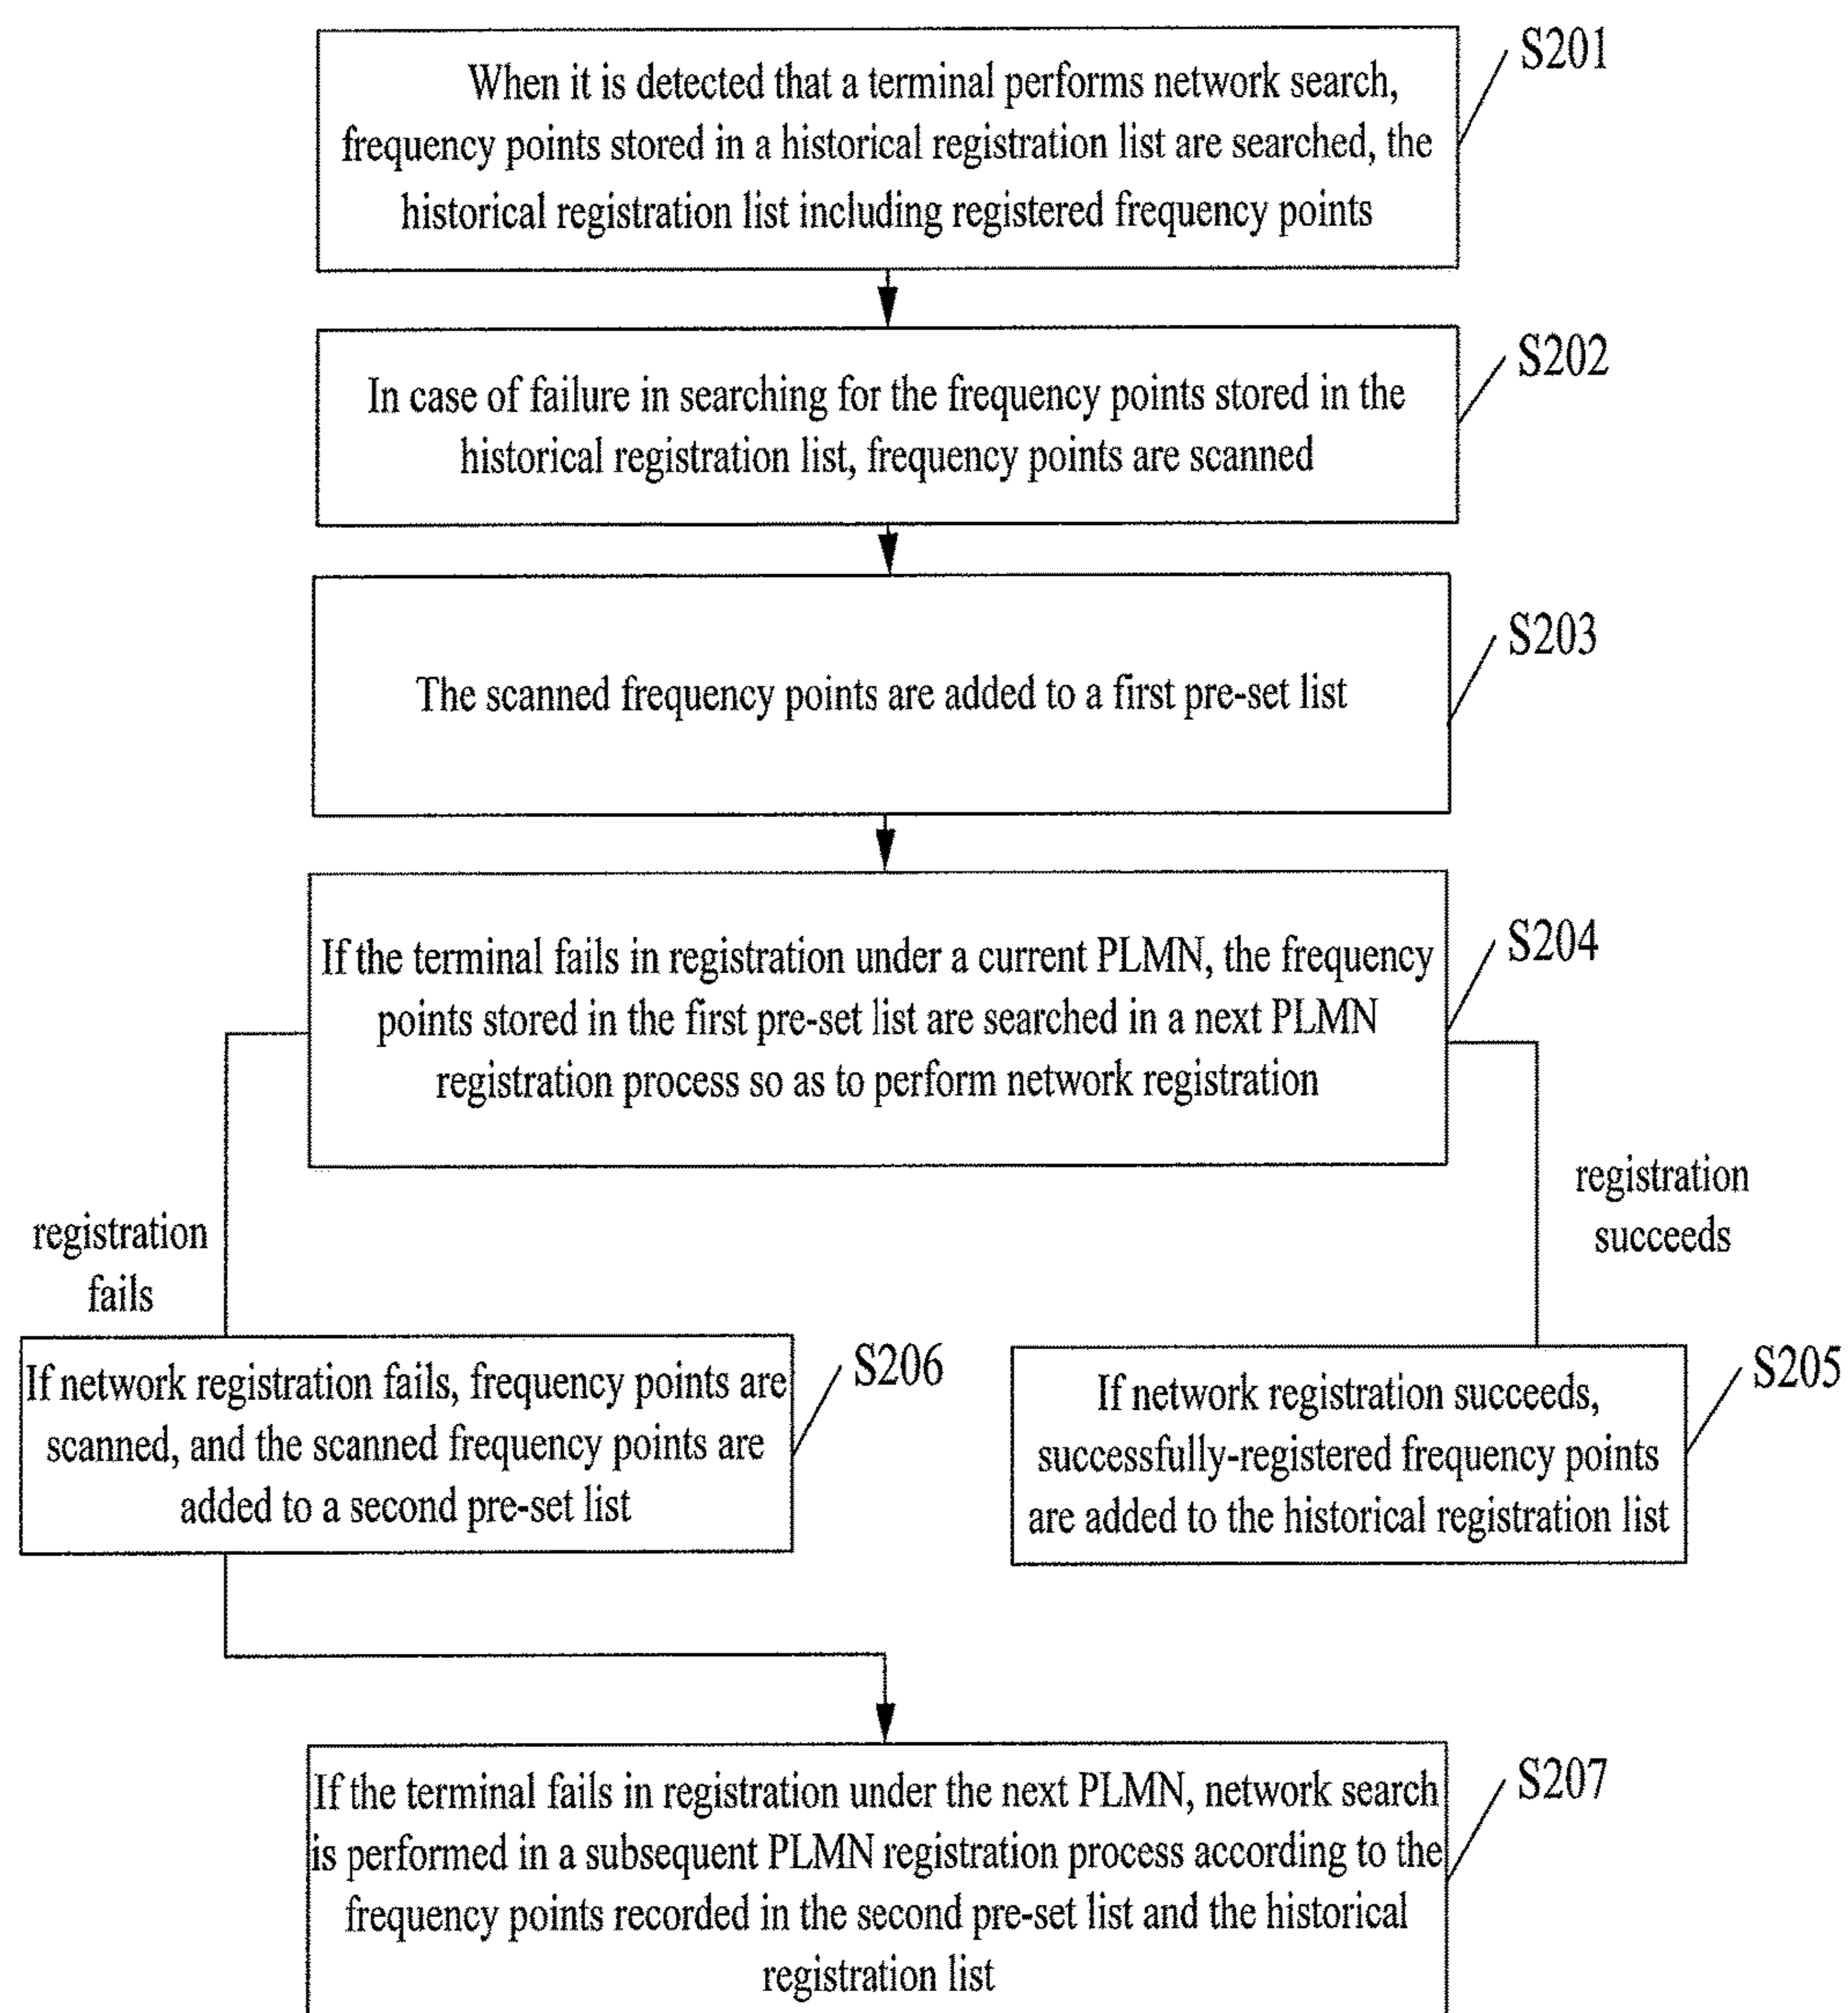 When it is detected that a terminal performs network search,
frequency points stored in a historical registration list are searched, the
historical registration list including registered frequency points
S201
In case of failure in searching for the frequency points stored in the
historical registration list, frequency points are scanned
S202
The scanned frequency points are added to a first pre-set list
S203
If the terminal fails in registration under a current PLMN, the frequency
points stored in the first pre-set list are searched in a next PLMN
registration process so as to perform network registration
S204
registration
fails
registration
succeeds
If network registration fails, frequency points are
scanned, and the scanned frequency points are
added to a second pre-set list
S206
If network registration succeeds,
successfully-registered frequency points
are added to the historical registration list
S205
If the terminal fails in registration under the next PLMN, network search
is performed in a subsequent PLMN registration process according to the
frequency points recorded in the second pre-set list and the historical
registration list
S207